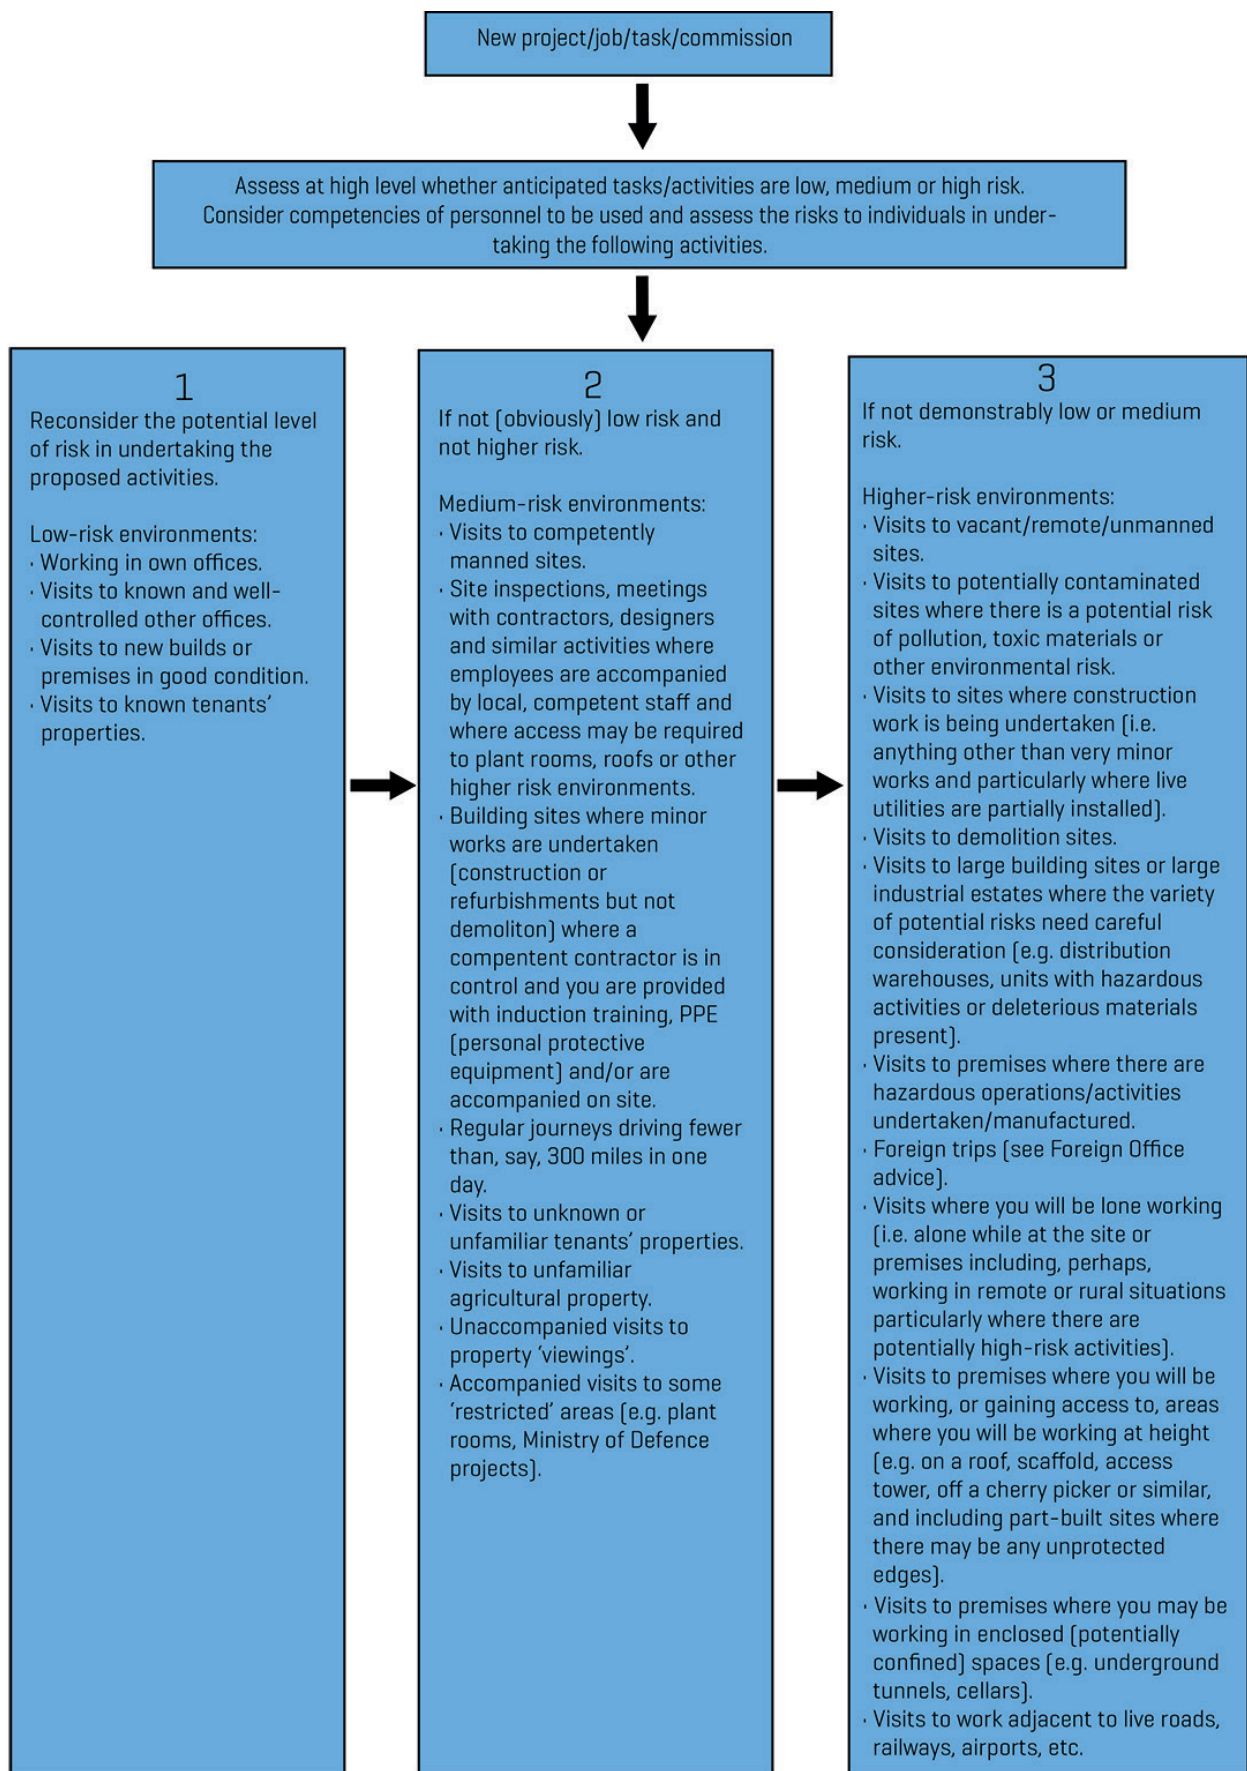 New project/job/task/commission
Assess at high level whether anticipated tasks/activities are low, medium or high risk.
Consider competencies of personnel to be used and assess the risks to individuals in under-
taking the following activities.
1
Reconsider the potential level
of risk in undertaking the
proposed activities.
Low-risk environments:
· Working in own offices.
· Visits to known and well-
controlled other offices.
· Visits to new builds or
premises in good condition.
· Visits to known tenants’
properties.
2
If not (obviously) low risk and
not higher risk.
Medium-risk environments:
· Visits to competently
manned sites.
· Site inspections, meetings
with contractors, designers
and similar activities where
employees are accompanied
by local, competent staff and
where access may be required
to plant rooms, roofs or other
higher risk environments.
· Building sites where minor
works are undertaken
(construction or
refurbishments but not
demoliton) where a
compentent contractor is in
control and you are provided
with induction training, PPE
(personal protective
equipment) and/or are
accompanied on site.
· Regular journeys driving fewer
than, say, 300 miles in one
day.
· Visits to unknown or
unfamiliar tenants’ properties.
· Visits to unfamiliar
agricultural property.
· Unaccompanied visits to
property ‘viewings’.
· Accompanied visits to some
‘restricted’ areas (e.g. plant
rooms, Ministry of Defence
projects).
3
If not demonstrably low or medium
risk.
Higher-risk environments:
· Visits to vacant/remote/unmanned
sites.
· Visits to potentially contaminated
sites where there is a potential risk
of pollution, toxic materials or
other environmental risk.
· Visits to sites where construction
work is being undertaken (i.e.
anything other than very minor
works and particularly where live
utilities are partially installed).
· Visits to demolition sites.
· Visits to large building sites or large
industrial estates where the variety
of potential risks need careful
consideration (e.g. distribution
warehouses, units with hazardous
activities or deleterious materials
present).
· Visits to premises where there are
hazardous operations/activities
undertaken/manufactured.
· Foreign trips (see Foreign Office
advice).
· Visits where you will be lone working
(i.e. alone while at the site or
premises including, perhaps,
working in remote or rural situations
particularly where there are
potentially high-risk activities).
· Visits to premises where you will be
working, or gaining access to, areas
where you will be working at height
(e.g. on a roof, scaffold, access
tower, off a cherry picker or similar,
and including part-built sites where
there may be any unprotected
edges).
· Visits to premises where you may be
working in enclosed (potentially
confined) spaces (e.g. underground
tunnels, cellars).
· Visits to work adjacent to live roads,
railways, airports, etc.